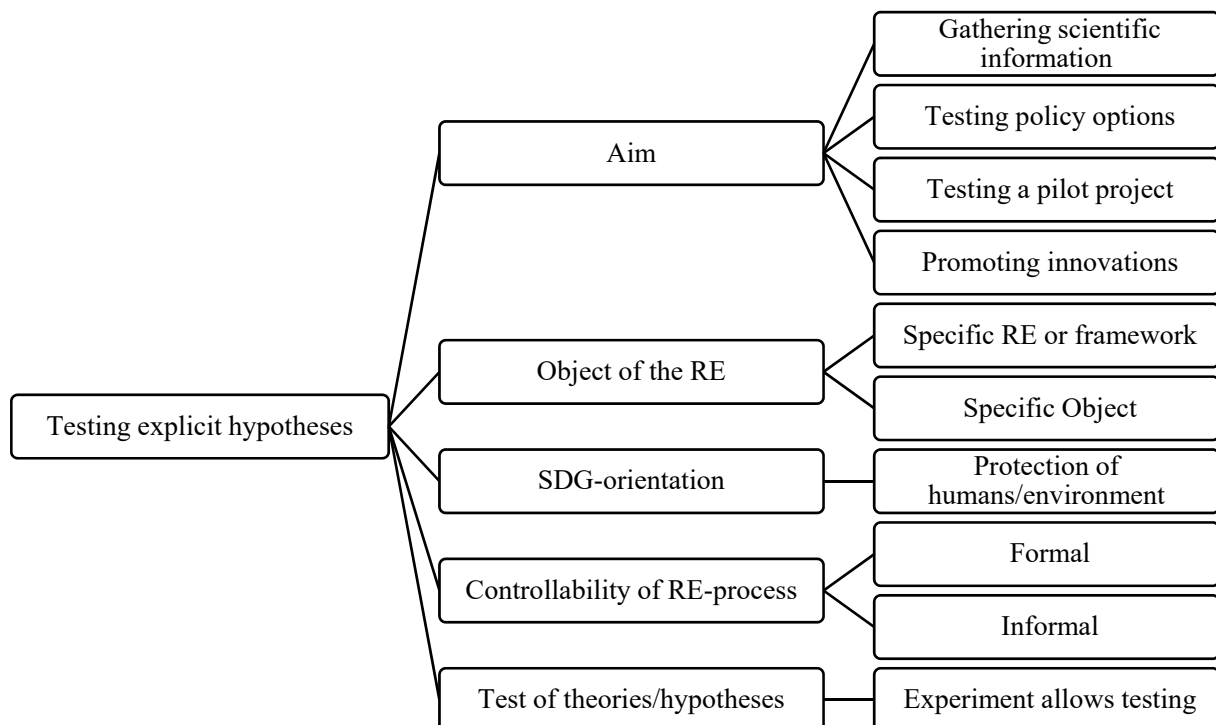 Gathering scientific
information
Testing policy options
Aim
Testing a pilot project
Promoting innovations
Specific RE or framework
Object of the RE
Specific Object
Testing explicit hypotheses
SDG-orientation
Protection of
humans/environment
Formal
Controllability of RE-process
Informal
Test of theories/hypotheses
Experiment allows testing